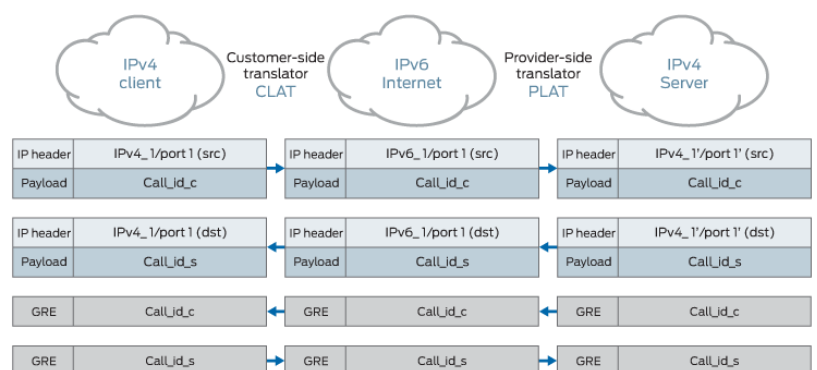 IPv4
client
Customer-side
translator
CLAT
IPv6
Internet
Provider-side
translator
PLAT
IPv4
Server
IP header IPv4_1/port 1 (src) IP header IPv6_1/port 1 (src) IP header IPv4_1'/port 1' (src)
Payload Call_id_c Payload Call_id_c Payload Call_id_c
IP header IPv4_1/port 1 (dst) IP header IPv6_1/port 1 (dst) IP header IPv4_1'/port 1' (dst)
Payload Call_id_s Payload Call_id_s Payload Call_id_s
GRE Call_id_c GRE Call_id_c GRE Call_id_c
GRE Call_id_s GRE Call_id_s GRE Call_id_s